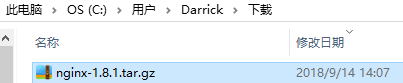 此电脑 > OS (C:) > 用户 > Darrick > 下载
名称 修改日期
nginx-1.8.1.tar.gz 2018/9/14 14:07